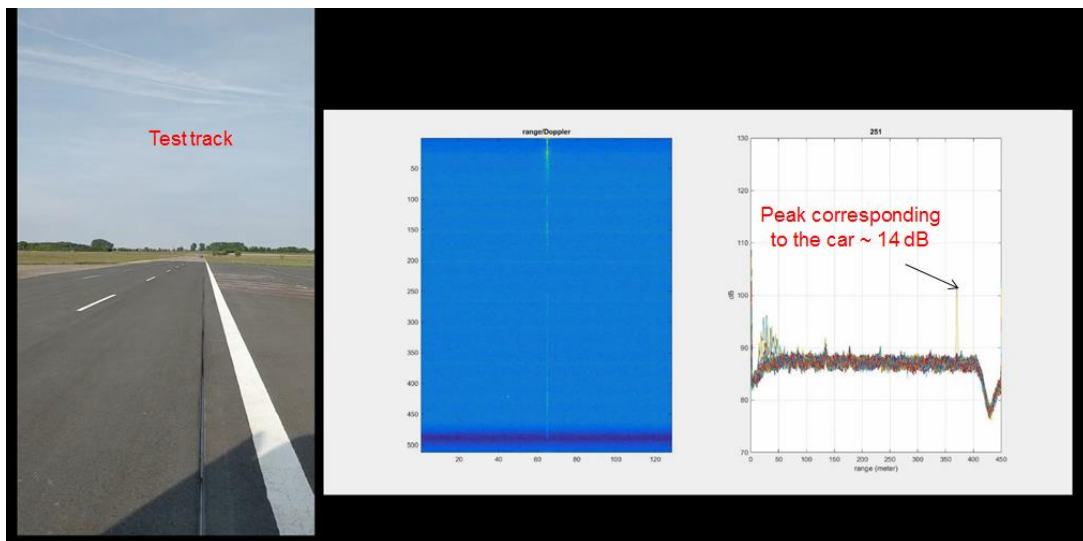 Test track
range/Doppler
50
100
150
200
250
300
350
400
450
500
20 40 60 80 100 120
251
130
120
110
100
90
80
70
dB
Peak corresponding
to the car ~ 14 dB
0 50 100 150 200 250 300 350 400 450
range (meter)